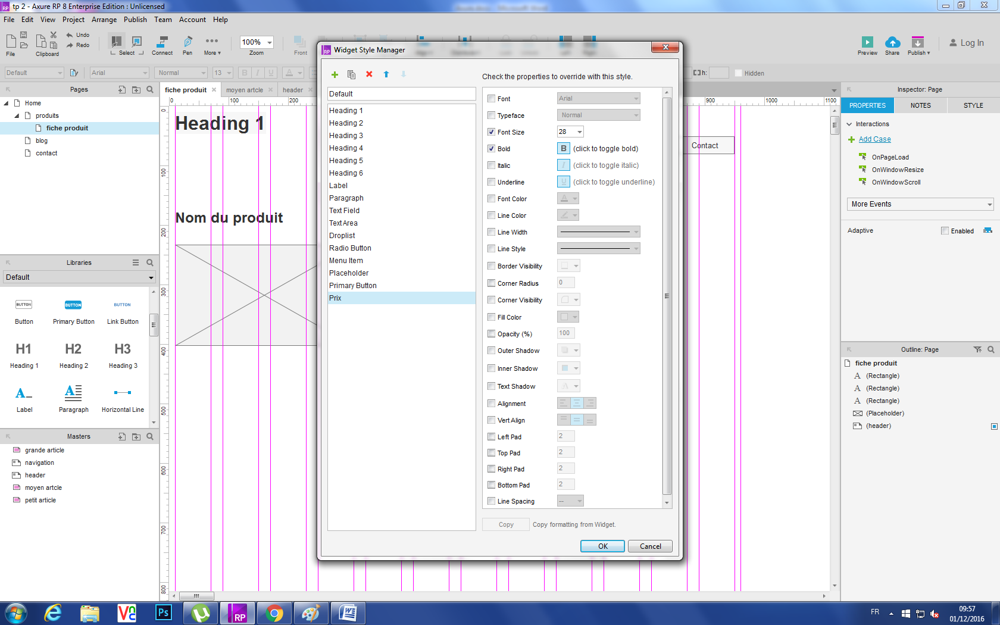 tp 2 - Axure RP 8 Enterprise Edition : Unlicensed
File Edit View Project Arrange Publish Team Account Help
File
Clipboard
Undo
Redo
Select
Connect
Pen
More ▾
100%
Zoom
Front
Preview
Share
Publish ▾
Log In
Default
Arial
Normal
13
B I U A
h:
Hidden
Pages
Home
produits
fiche produit
blog
contact
Libraries
Default
BUTTON BUTTON BUTTON
Button Primary Button Link Button
H1 H2 H3
Heading 1 Heading 2 Heading 3
Label Paragraph Horizontal Line
Masters
grande article
navigation
header
moyen artcle
petit article
fiche produit moyen artcle header
0 100 200 900 1000 1100
0
100
200
300
400
500
600
700
800
Heading 1
Nom du produit
Contact
RP Widget Style Manager
Default
Heading 1
Heading 2
Heading 3
Heading 4
Heading 5
Heading 6
Label
Paragraph
Text Field
Text Area
Droplist
Radio Button
Menu Item
Placeholder
Primary Button
Prix
Check the properties to override with this style.
Font Arial
Typeface Normal
Font Size 28
Bold B (click to toggle bold)
Italic I (click to toggle italic)
Underline U (click to toggle underline)
Font Color A
Line Color
Line Width
Line Style
Border Visibility
Corner Radius 0
Corner Visibility
Fill Color
Opacity (%) 100
Outer Shadow
Inner Shadow
Text Shadow A
Alignment
Vert Align
Left Pad 2
Top Pad 2
Right Pad 2
Bottom Pad 2
Line Spacing --
Copy Copy formatting from Widget.
OK Cancel
Inspector: Page
PROPERTIES NOTES STYLE
Interactions
Add Case
OnPageLoad
OnWindowResize
OnWindowScroll
More Events
Adaptive Enabled
Outline: Page
fiche produit
(Rectangle)
(Rectangle)
(Rectangle)
(Placeholder)
(header)
Ps
RP
FR
09:57
01/12/2016